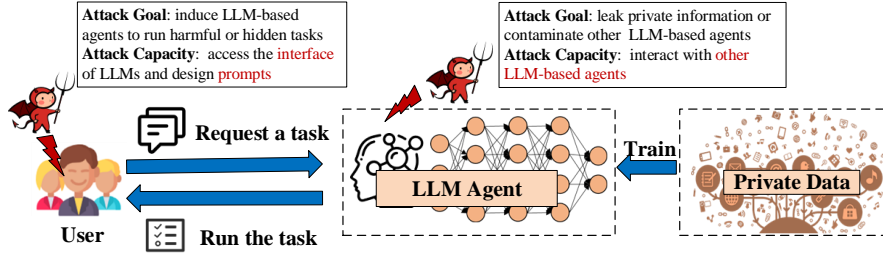 Attack Goal: induce LLM-based
agents to run harmful or hidden tasks
Attack Capacity: access the interface
of LLMs and design prompts
Attack Goal: leak private information or
contaminate other LLM-based agents
Attack Capacity: interact with other
LLM-based agents
Request a task
Train
LLM Agent
Private Data
User
Run the task